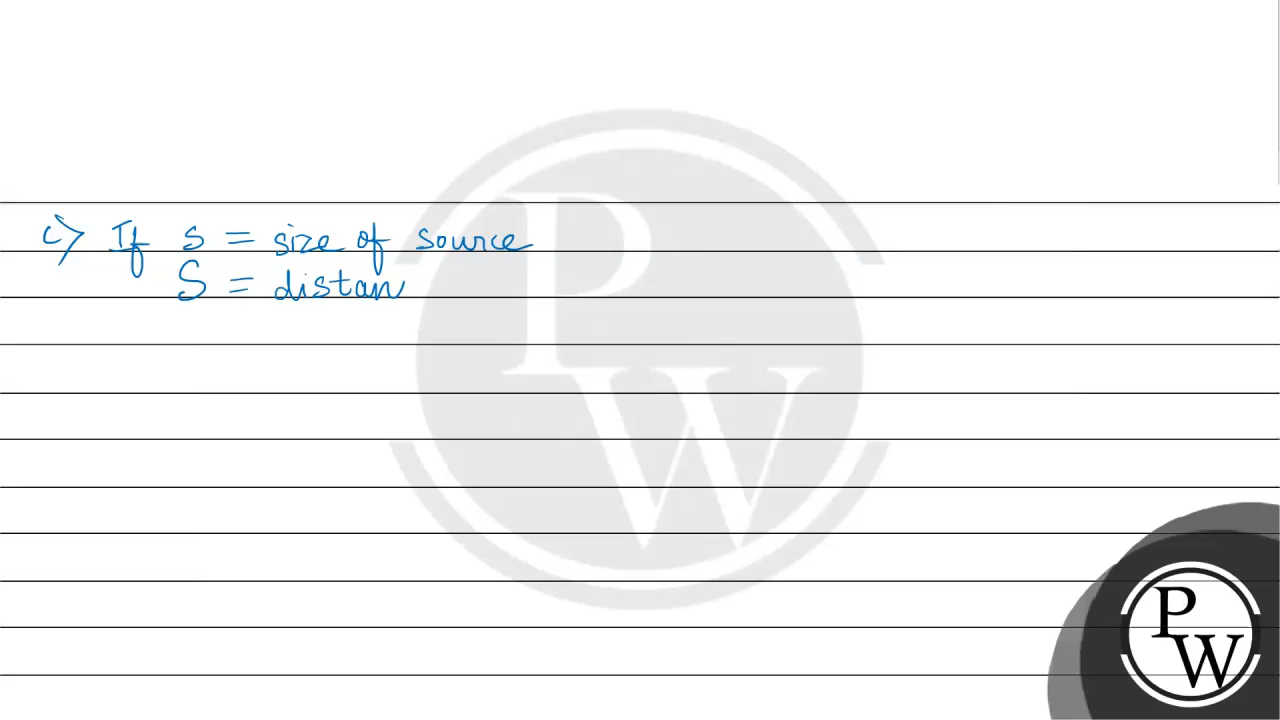 c) If s = size of source
S = distan
P
W
P
W